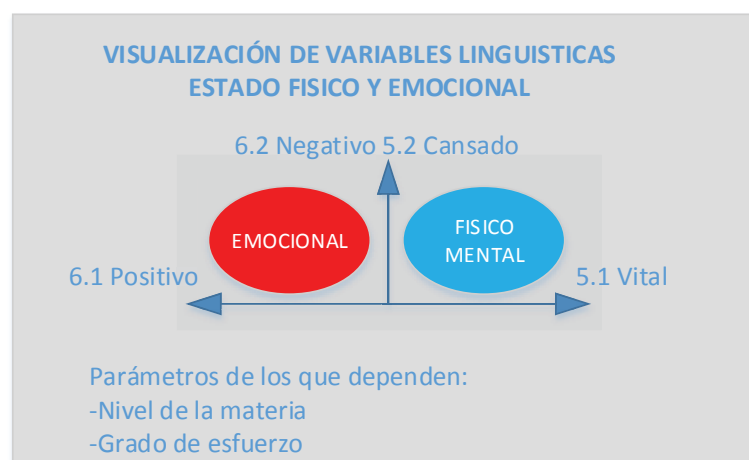 VISUALIZACIÓN DE VARIABLES LINGUISTICAS
ESTADO FISICO Y EMOCIONAL
6.2 Negativo 5.2 Cansado
EMOCIONAL
FISICO
MENTAL
6.1 Positivo
5.1 Vital
Parámetros de los que dependen:
-Nivel de la materia
-Grado de esfuerzo